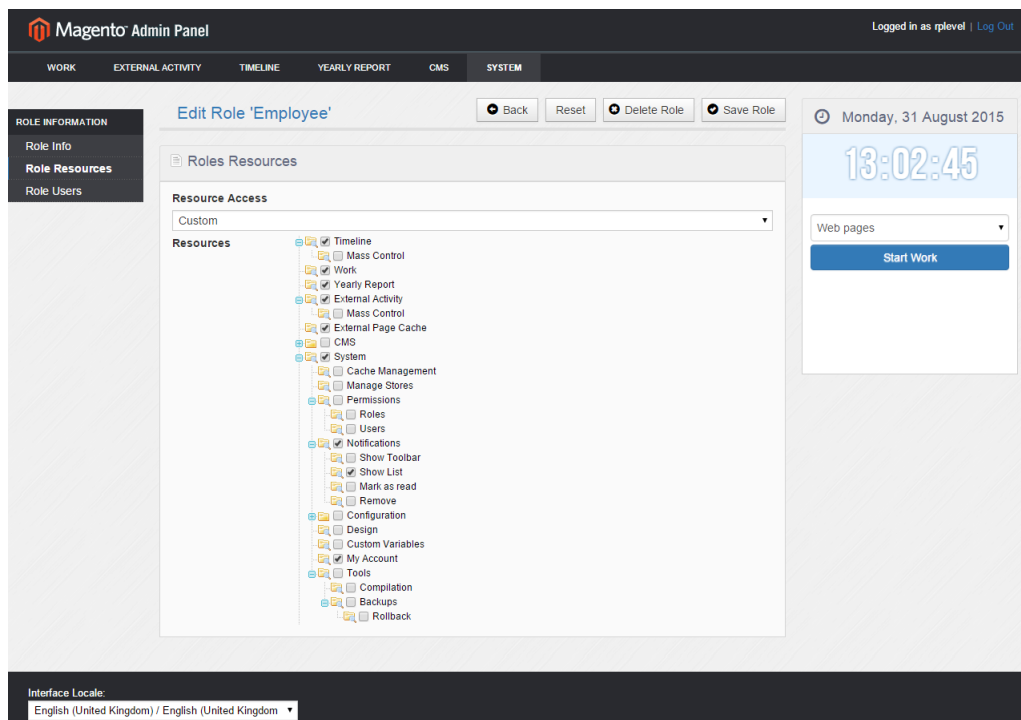 Magento Admin Panel
Logged in as rplevel | Log Out
WORK EXTERNAL ACTIVITY TIMELINE YEARLY REPORT CMS SYSTEM
ROLE INFORMATION
Role Info
Role Resources
Role Users
Edit Role 'Employee'
Back Reset Delete Role Save Role
Roles Resources
Resource Access
Custom
Resources
Timeline
Mass Control
Work
Yearly Report
External Activity
Mass Control
External Page Cache
CMS
System
Cache Management
Manage Stores
Permissions
Roles
Users
Notifications
Show Toolbar
Show List
Mark as read
Remove
Configuration
Design
Custom Variables
My Account
Tools
Compilation
Backups
Rollback
Monday, 31 August 2015
13:02:45
Web pages
Start Work
Interface Locale:
English (United Kingdom) / English (United Kingdom